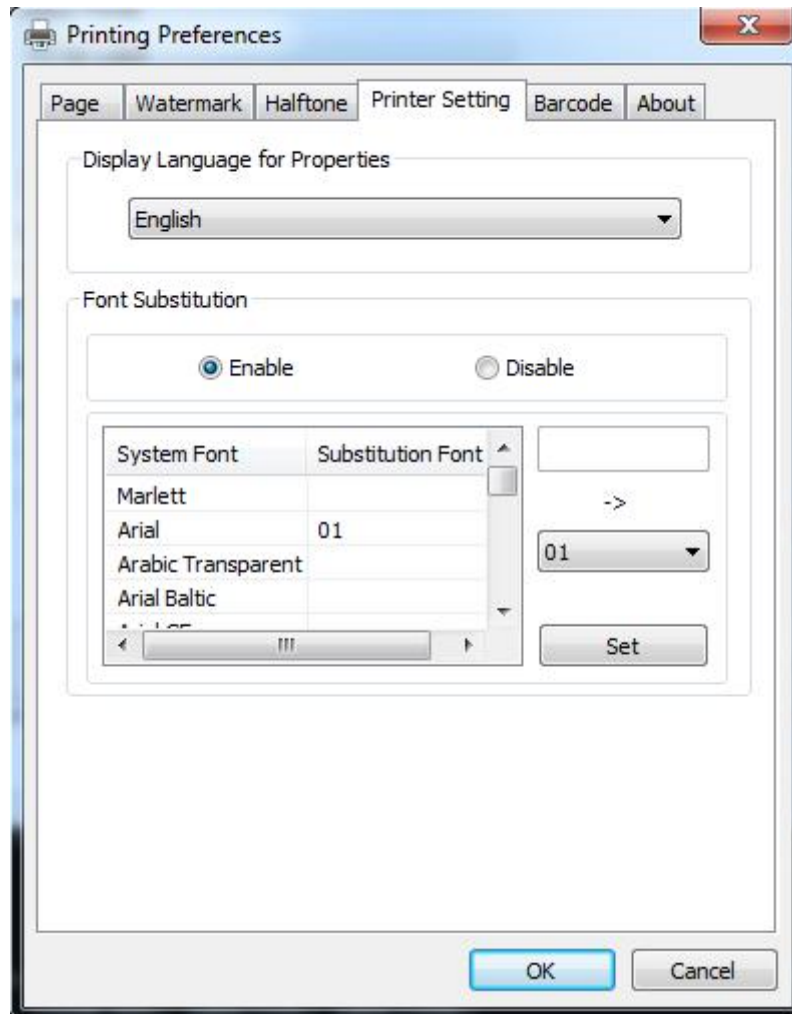 Printing Preferences
Page Watermark Halftone Printer Setting Barcode About
Display Language for Properties
English
Font Substitution
Enable Disable
System Font Substitution Font
Marlett
->
Arial 01
01
Arabic Transparent
Arial Baltic
Set
OK Cancel